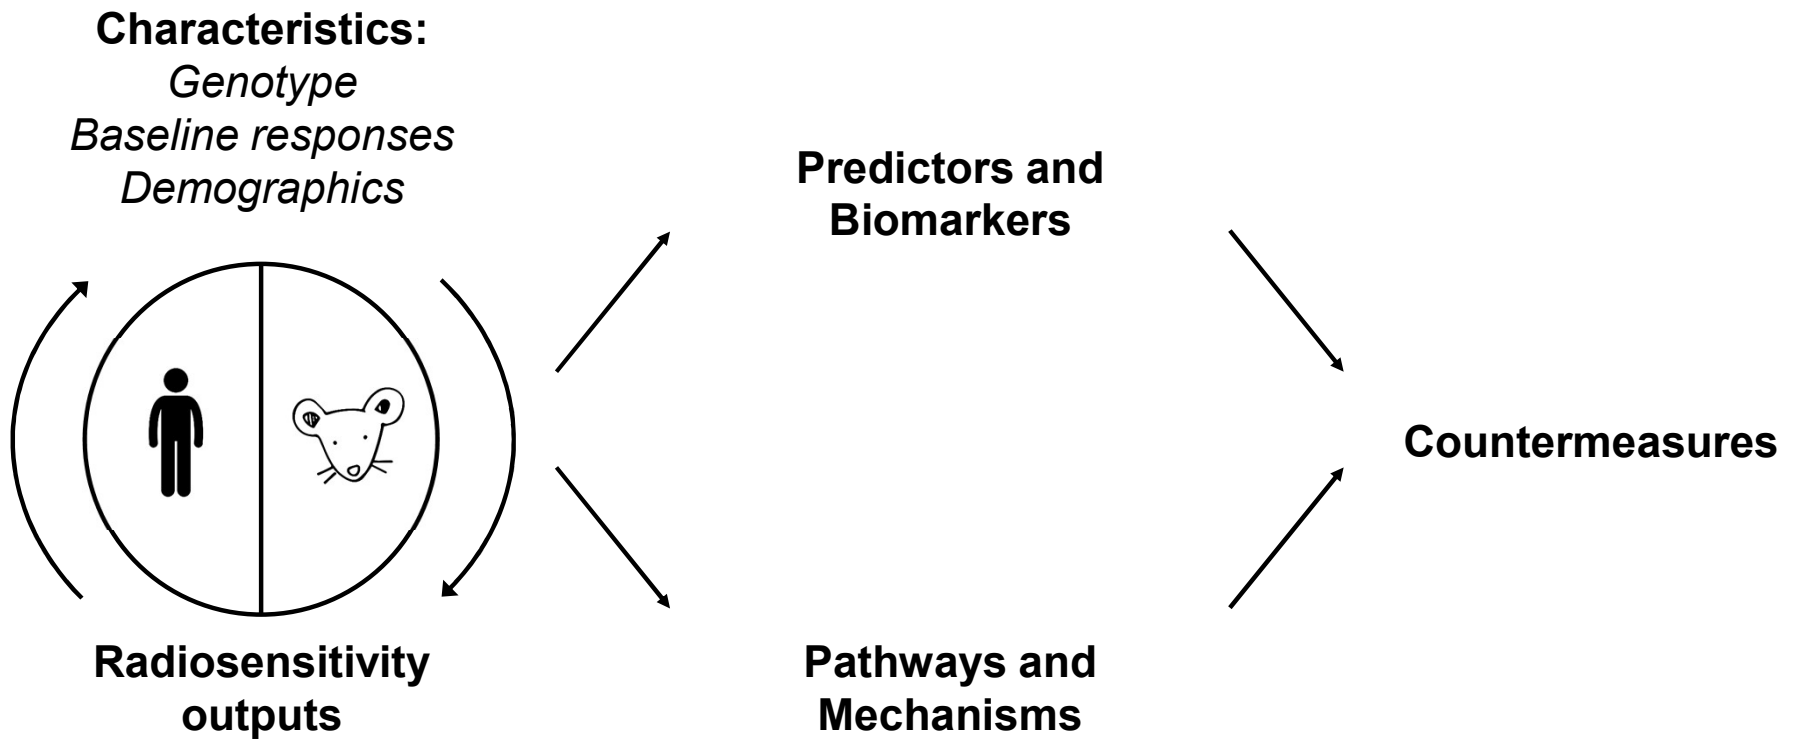 Characteristics:
Genotype
Baseline responses
Demographics
Predictors and
Biomarkers
Countermeasures
Radiosensitivity
outputs
Pathways and
Mechanisms